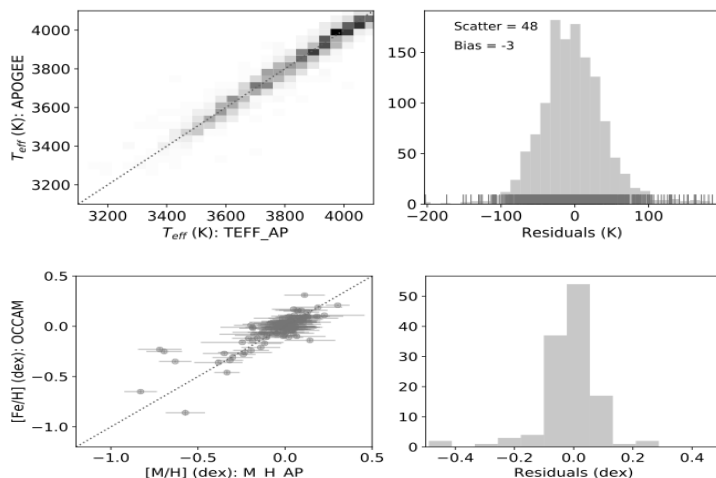 4000
3800
3600
3400
3200
T_eff (K): APOGEE
3200 3400 3600 3800 4000
T_eff (K): TEFF_AP
Scatter = 48
Bias = -3
150
100
50
0
−200 −100 0 100
Residuals (K)
0.5
0.0
−0.5
−1.0
[Fe/H] (dex): OCCAM
−1.0 −0.5 0.0 0.5
[M/H] (dex): M_H_AP
50
40
30
20
10
0
−0.4 −0.2 0.0 0.2 0.4
Residuals (dex)